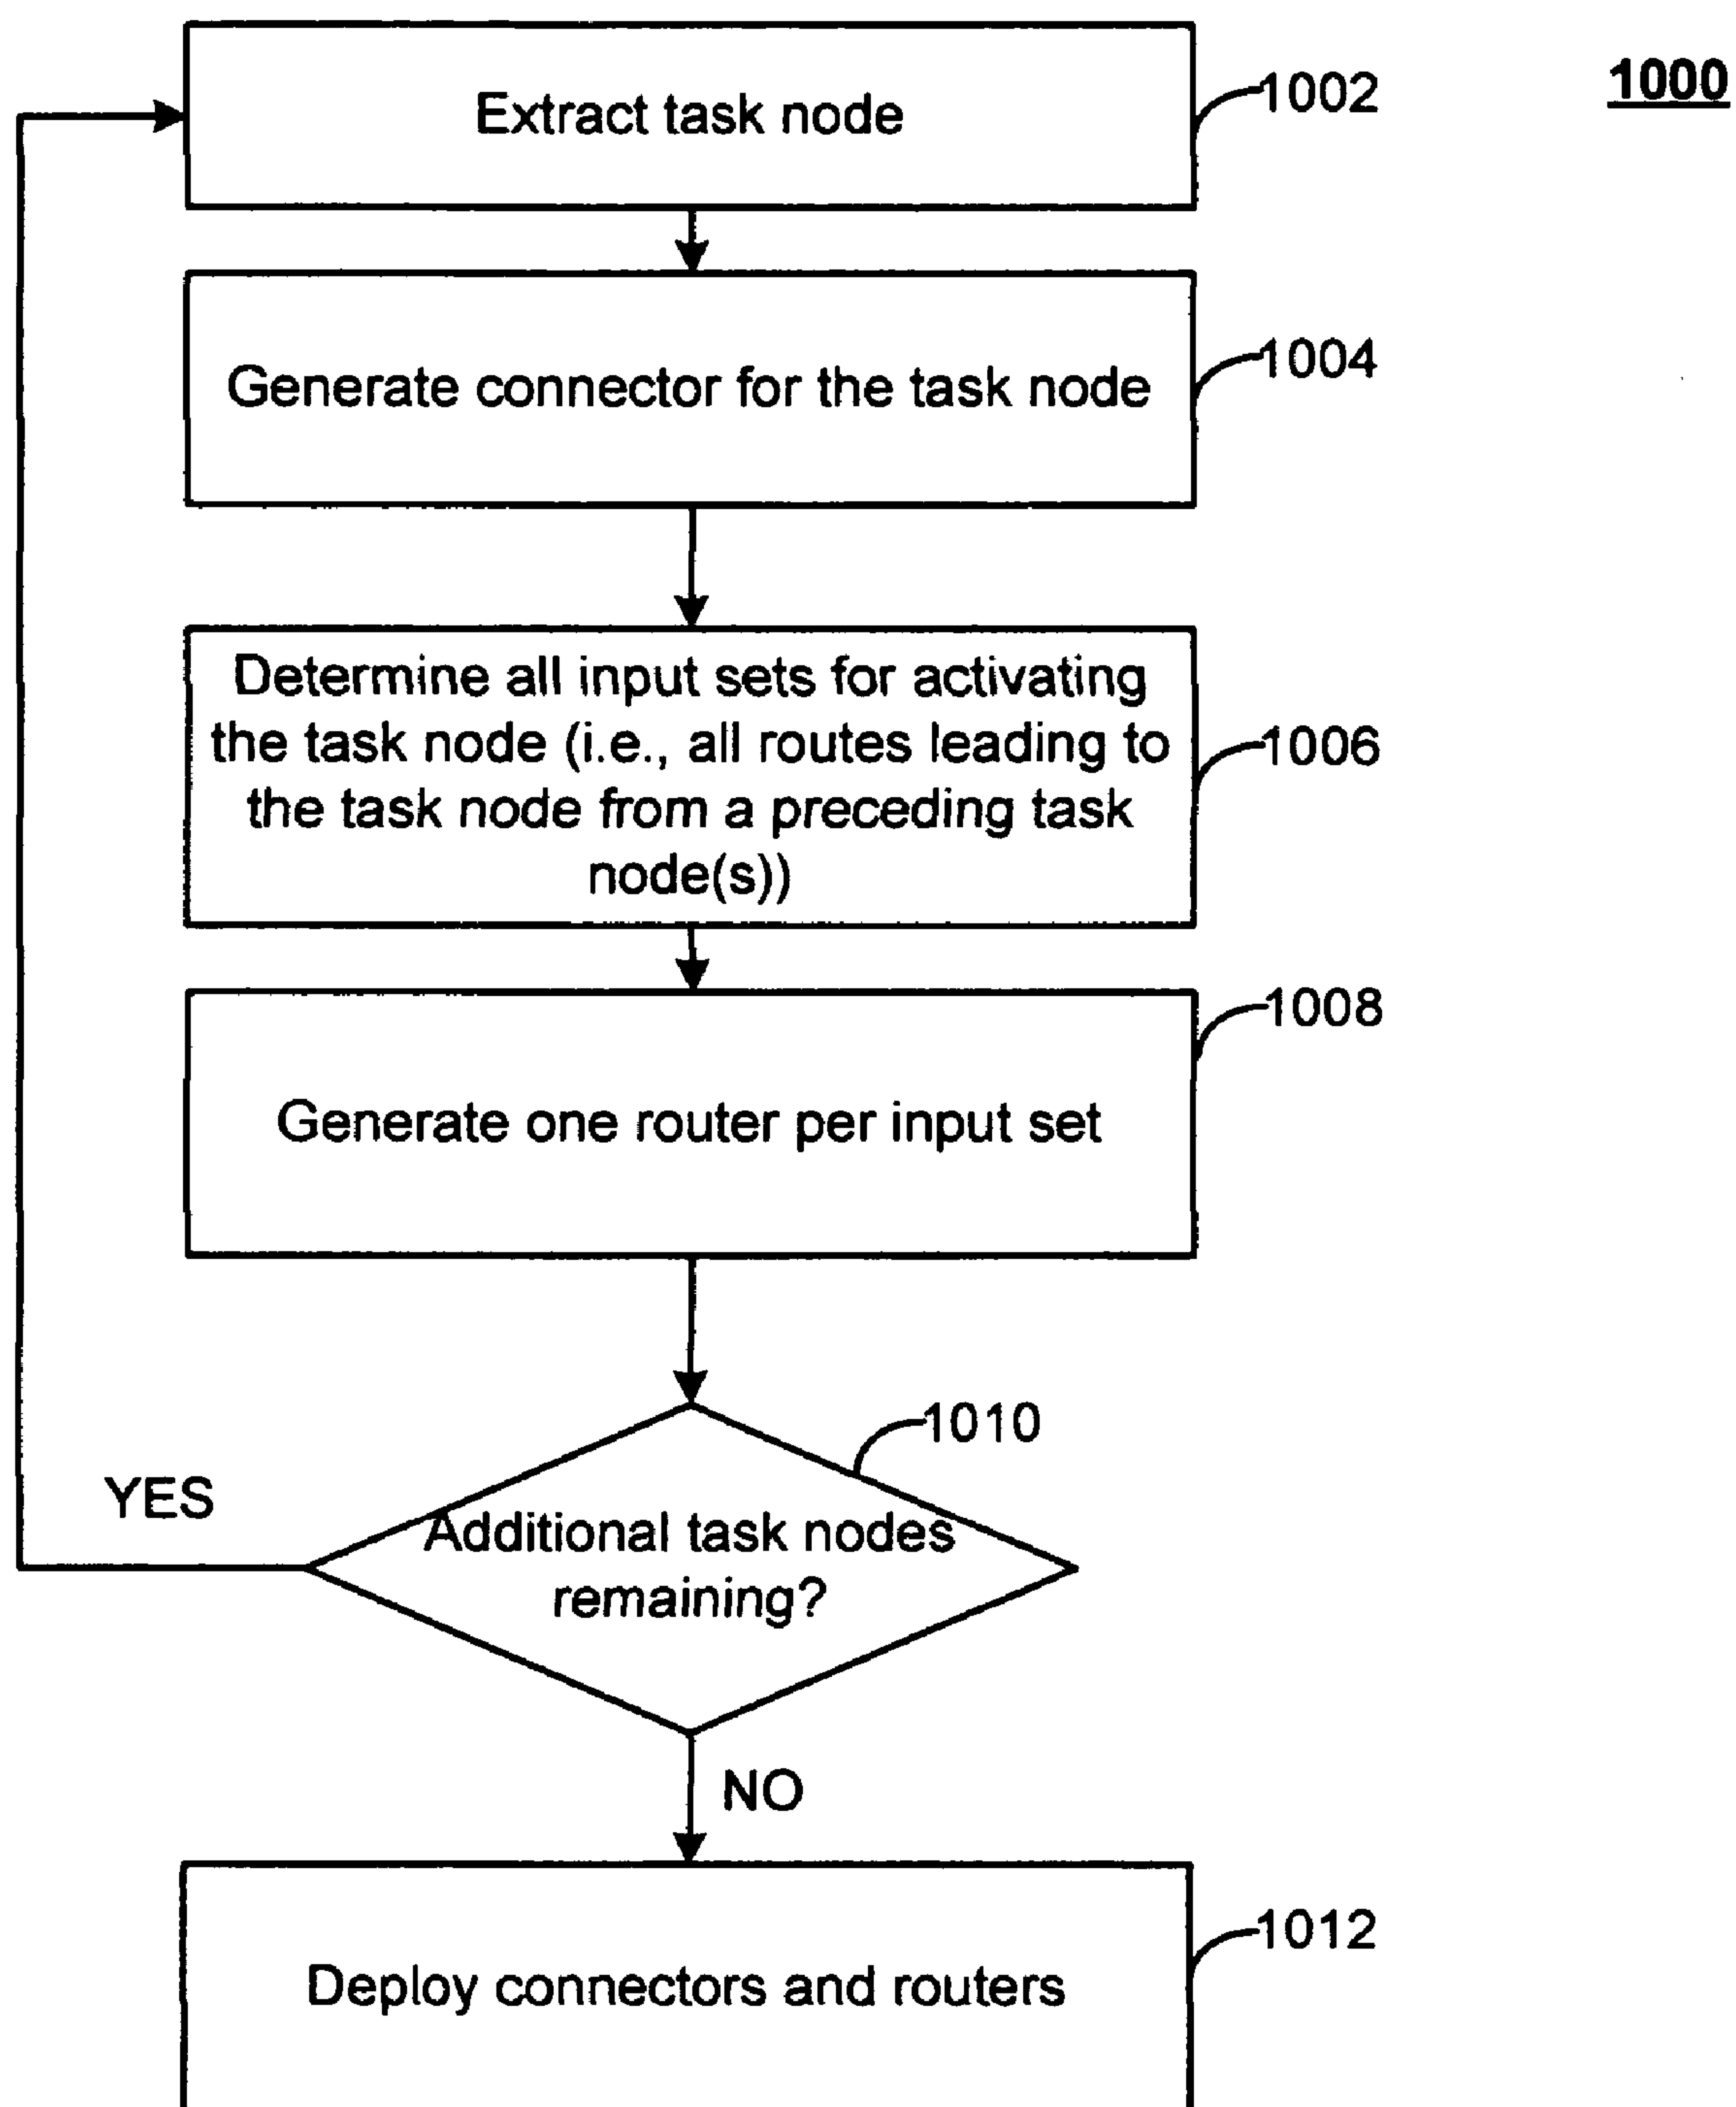 1000
Extract task node
1002
Generate connector for the task node
1004
Determine all input sets for activating
the task node (i.e., all routes leading to
the task node from a preceding task
node(s))
1006
Generate one router per input set
1008
1010
Additional task nodes
remaining?
YES
NO
Deploy connectors and routers
1012